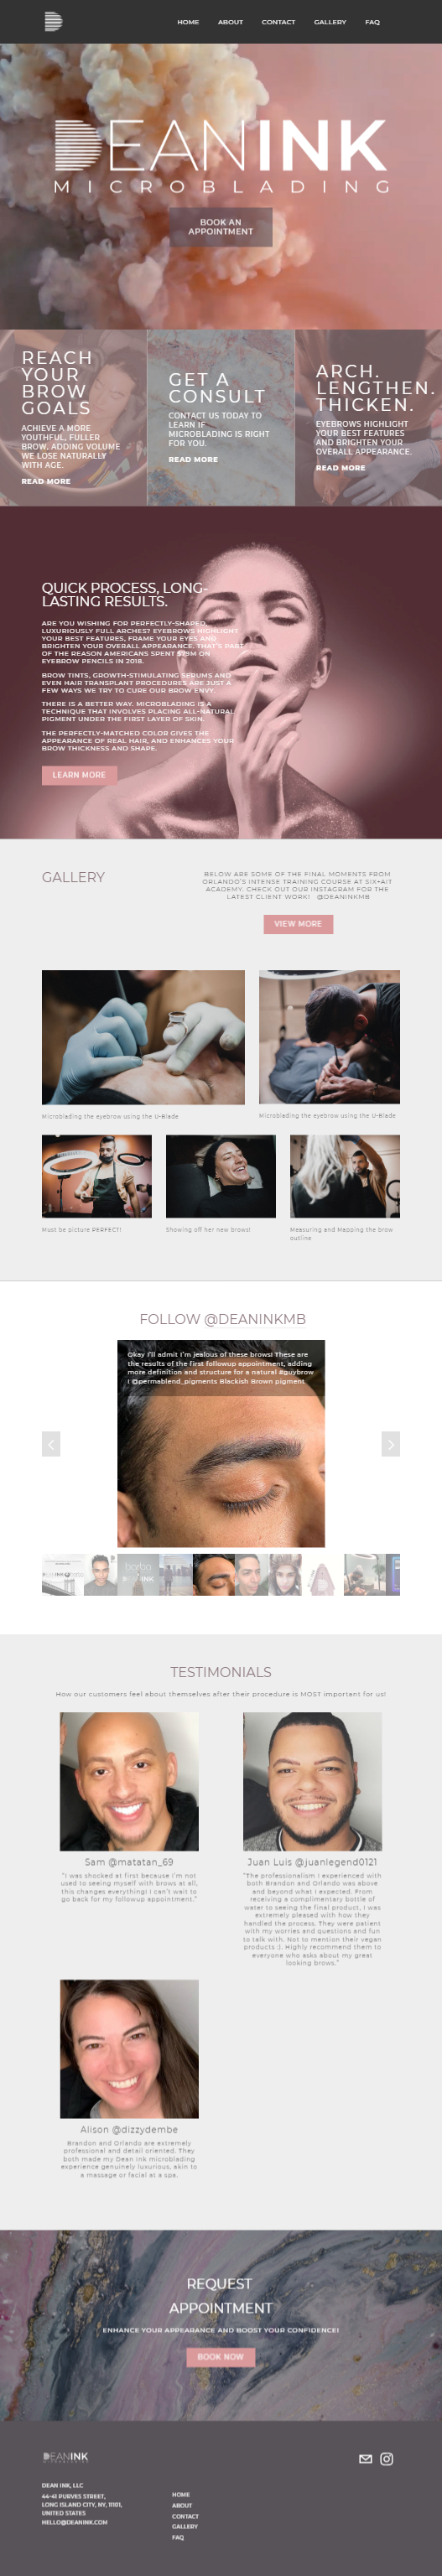 HOME ABOUT CONTACT GALLERY FAQ
DEANINK
MICROBLADING
BOOK AN
APPOINTMENT
REACH
YOUR
BROW
GOALS
ACHIEVE A MORE
YOUTHFUL, FULLER
BROW, ADDING VOLUME
WE LOSE NATURALLY
WITH AGE.
READ MORE
GET A
CONSULT
CONTACT US TODAY TO
LEARN IF
MICROBLADING IS RIGHT
FOR YOU.
READ MORE
ARCH.
LENGTHEN.
THICKEN.
EYEBROWS HIGHLIGHT
YOUR BEST FEATURES
AND BRIGHTEN YOUR
OVERALL APPEARANCE.
READ MORE
QUICK PROCESS, LONG-
LASTING RESULTS.
ARE YOU WISHING FOR PERFECTLY-SHAPED,
LUXURIOUSLY FULL ARCHES? EYEBROWS HIGHLIGHT
YOUR BEST FEATURES, FRAME YOUR EYES AND
BRIGHTEN YOUR OVERALL APPEARANCE; THAT'S PART
OF THE REASON AMERICANS SPENT ON
EYEBROW PENCILS IN 2018.
BROW TINTS, GROWTH-STIMULATING SERUMS AND
EVEN HAIR TRANSPLANT PROCEDURES ARE JUST A
FEW WAYS WE TRY TO CURE OUR BROW ENVY.
THERE IS A BETTER WAY. MICROBLADING IS A
TECHNIQUE THAT INVOLVES PLACING ALL-NATURAL
PIGMENT UNDER THE FIRST LAYER OF SKIN.
THE PERFECTLY-MATCHED COLOR GIVES THE
APPEARANCE OF REAL HAIR, AND ENHANCES YOUR
BROW THICKNESS AND SHAPE.
LEARN MORE
GALLERY
BELOW ARE SOME OF THE FINAL MOMENTS FROM
ORLANDO'S INTENSE TRAINING COURSE AT SIX+AIT
ACADEMY. CHECK OUT OUR INSTAGRAM FOR THE
LATEST CLIENT WORK! @DEANINKMB
VIEW MORE
Microblading the eyebrow using the U-Blade
Microblading the eyebrow using the U-Blade
Must be picture PERFECT!
Showing off her new brows!
Measuring and Mapping the brow
outline
FOLLOW @DEANINKMB
Okay I'll admit I'm jealous of these brows! These are
the results of the first followup appointment, adding
more definition and structure for a natural #guybrow
! @permablend_pigments Blackish Brown pigment
TESTIMONIALS
How our customers feel about themselves after their procedure is MOST important for us!
Sam @matatan_69
"I was shocked at first because I'm not
used to seeing myself with brows at all,
this changes everything! I can't wait to
go back for my followup appointment."
Juan Luis @juanlegend0121
"The professionalism I experienced with
both Brandon and Orlando was above
and beyond what I expected. From
receiving a complimentary bottle of
water to seeing the final product, I was
extremely pleased with how they
handled the process. They were patient
with my worries and questions and fun
to talk with. Not to mention their vegan
products :). Highly recommend them to
everyone who asks about my great
looking brows."
Alison @dizzydembe
Brandon and Orlando are extremely
professional and detail oriented. They
both made my Dean Ink microblading
experience genuinely luxurious, akin to
a massage or facial at a spa.
REQUEST
APPOINTMENT
ENHANCE YOUR APPEARANCE AND BOOST YOUR CONFIDENCE!
BOOK NOW
DEANINK
DEAN INK, LLC
44-41 PURVES STREET,
LONG ISLAND CITY, NY, 11101,
UNITED STATES
HELLO@DEANINK.COM
HOME
ABOUT
CONTACT
GALLERY
FAQ